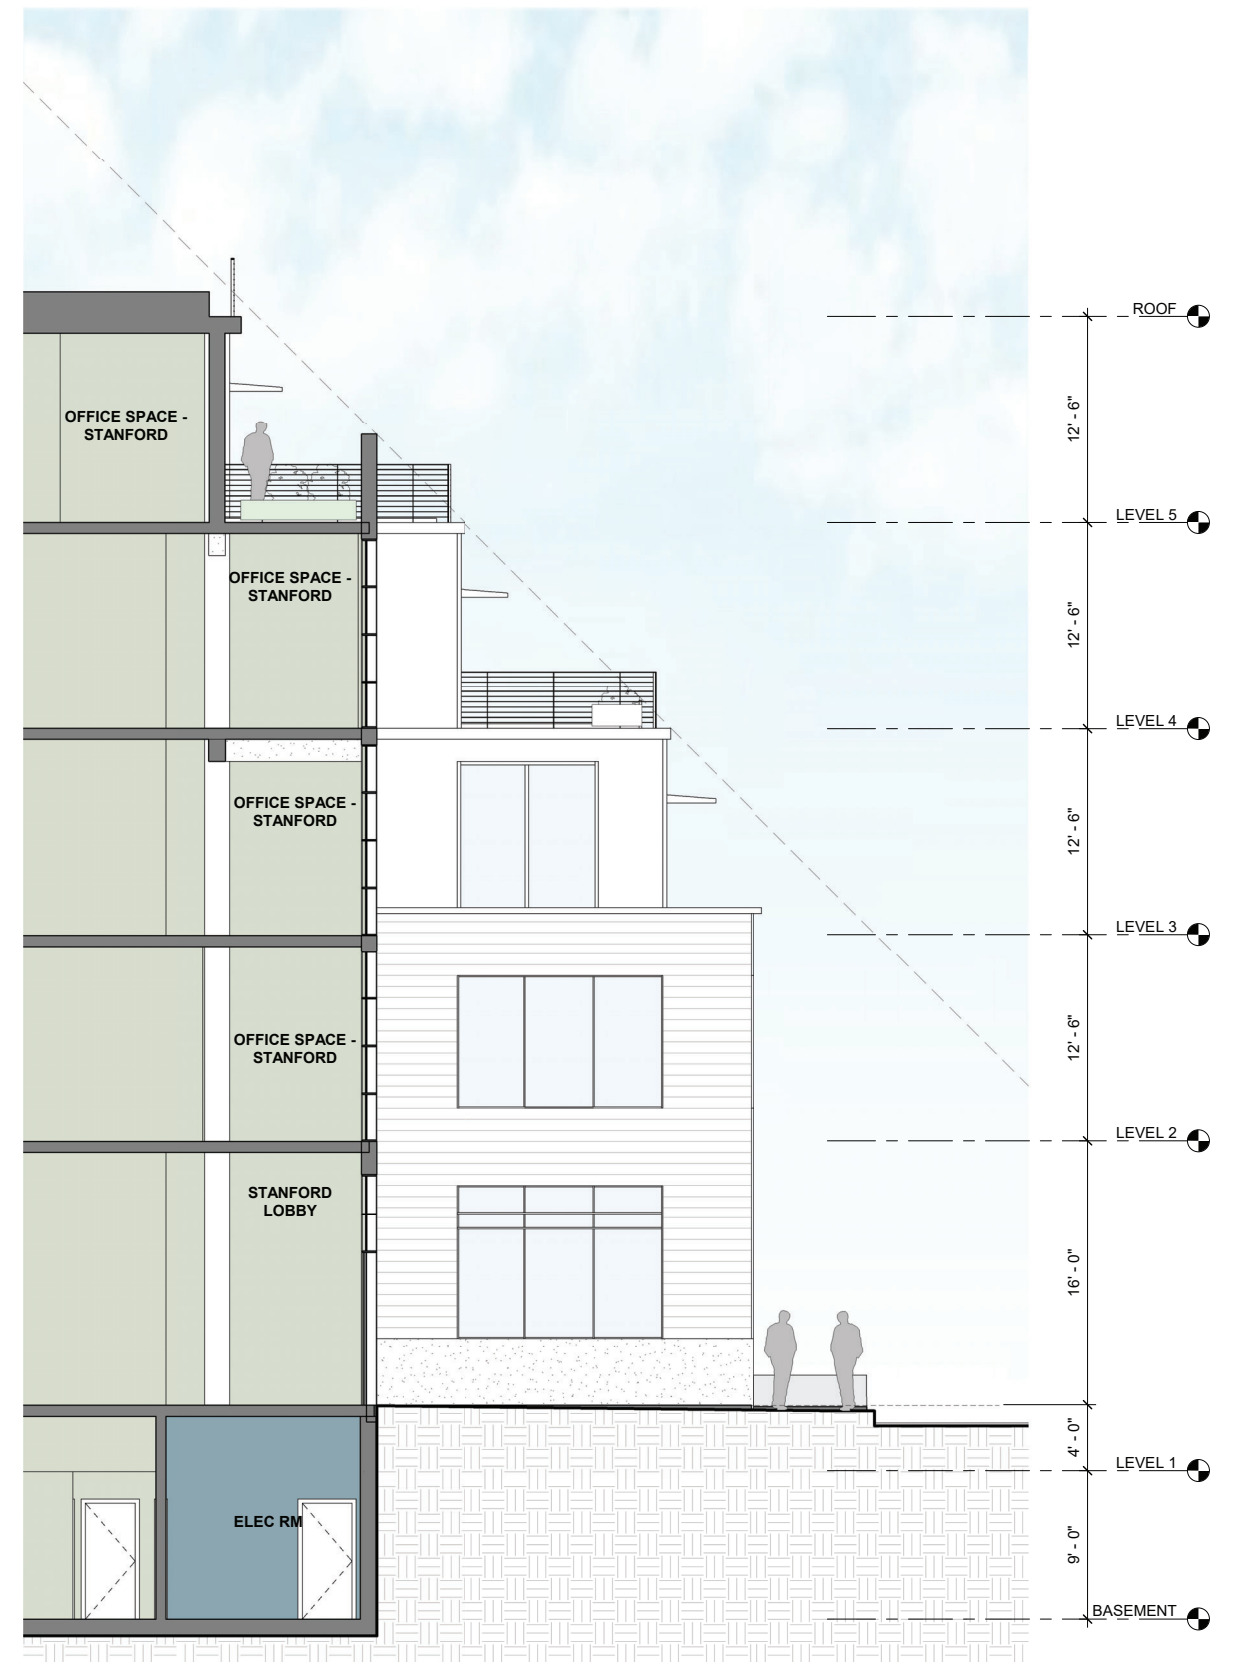 ROOF
12' - 6"
OFFICE SPACE -
STANFORD
LEVEL 5
OFFICE SPACE -
STANFORD
12' - 6"
LEVEL 4
OFFICE SPACE -
STANFORD
12' - 6"
LEVEL 3
OFFICE SPACE -
STANFORD
12' - 6"
LEVEL 2
STANFORD
LOBBY
16' - 0"
4' - 0"
LEVEL 1
ELEC RM
9' - 0"
BASEMENT